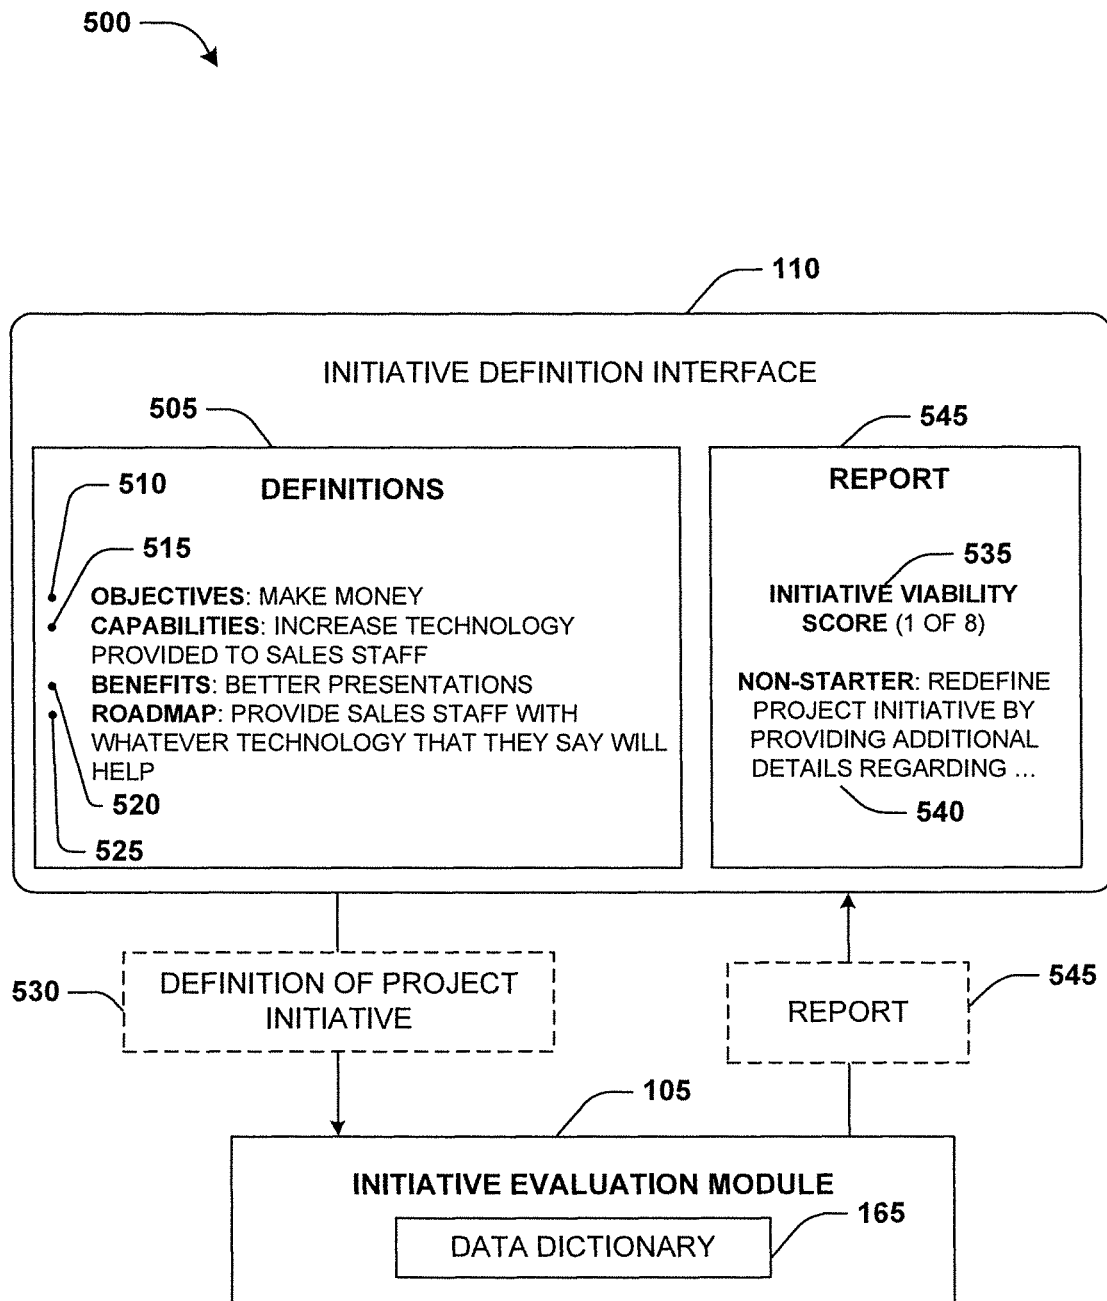 500
110
INITIATIVE DEFINITION INTERFACE
505
545
510
DEFINITIONS
REPORT
515
535
OBJECTIVES: MAKE MONEY
CAPABILITIES: INCREASE TECHNOLOGY
PROVIDED TO SALES STAFF
BENEFITS: BETTER PRESENTATIONS
ROADMAP: PROVIDE SALES STAFF WITH
WHATEVER TECHNOLOGY THAT THEY SAY WILL
HELP
520
525
INITIATIVE VIABILITY
SCORE (1 OF 8)
NON-STARTER: REDEFINE
PROJECT INITIATIVE BY
PROVIDING ADDITIONAL
DETAILS REGARDING ...
540
530
DEFINITION OF PROJECT
INITIATIVE
REPORT
545
105
INITIATIVE EVALUATION MODULE
165
DATA DICTIONARY